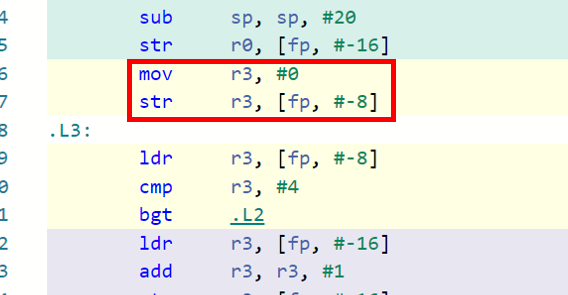 4 sub sp, sp, #20
5 str r0, [fp, #-16]
6 mov r3, #0
7 str r3, [fp, #-8]
8 .L3:
9 ldr r3, [fp, #-8]
0 cmp r3, #4
1 bgt .L2
2 ldr r3, [fp, #-16]
3 add r3, r3, #1